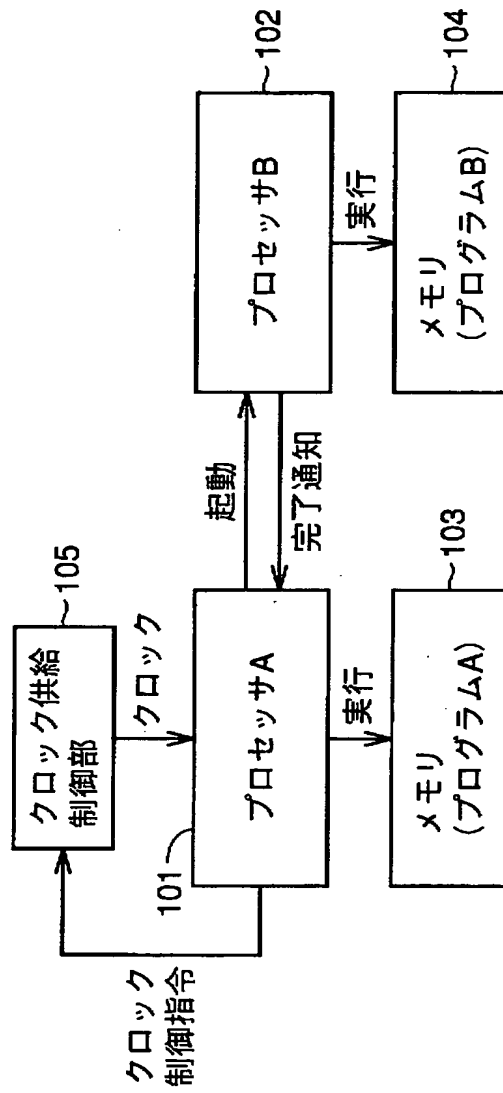 クロック供給
制御部
105
クロック
制御指令
クロック
101
プロセッサA
起動
完了通知
プロセッサB
102
実行
実行
メモリ
(プログラムA)
103
メモリ
(プログラムB)
104